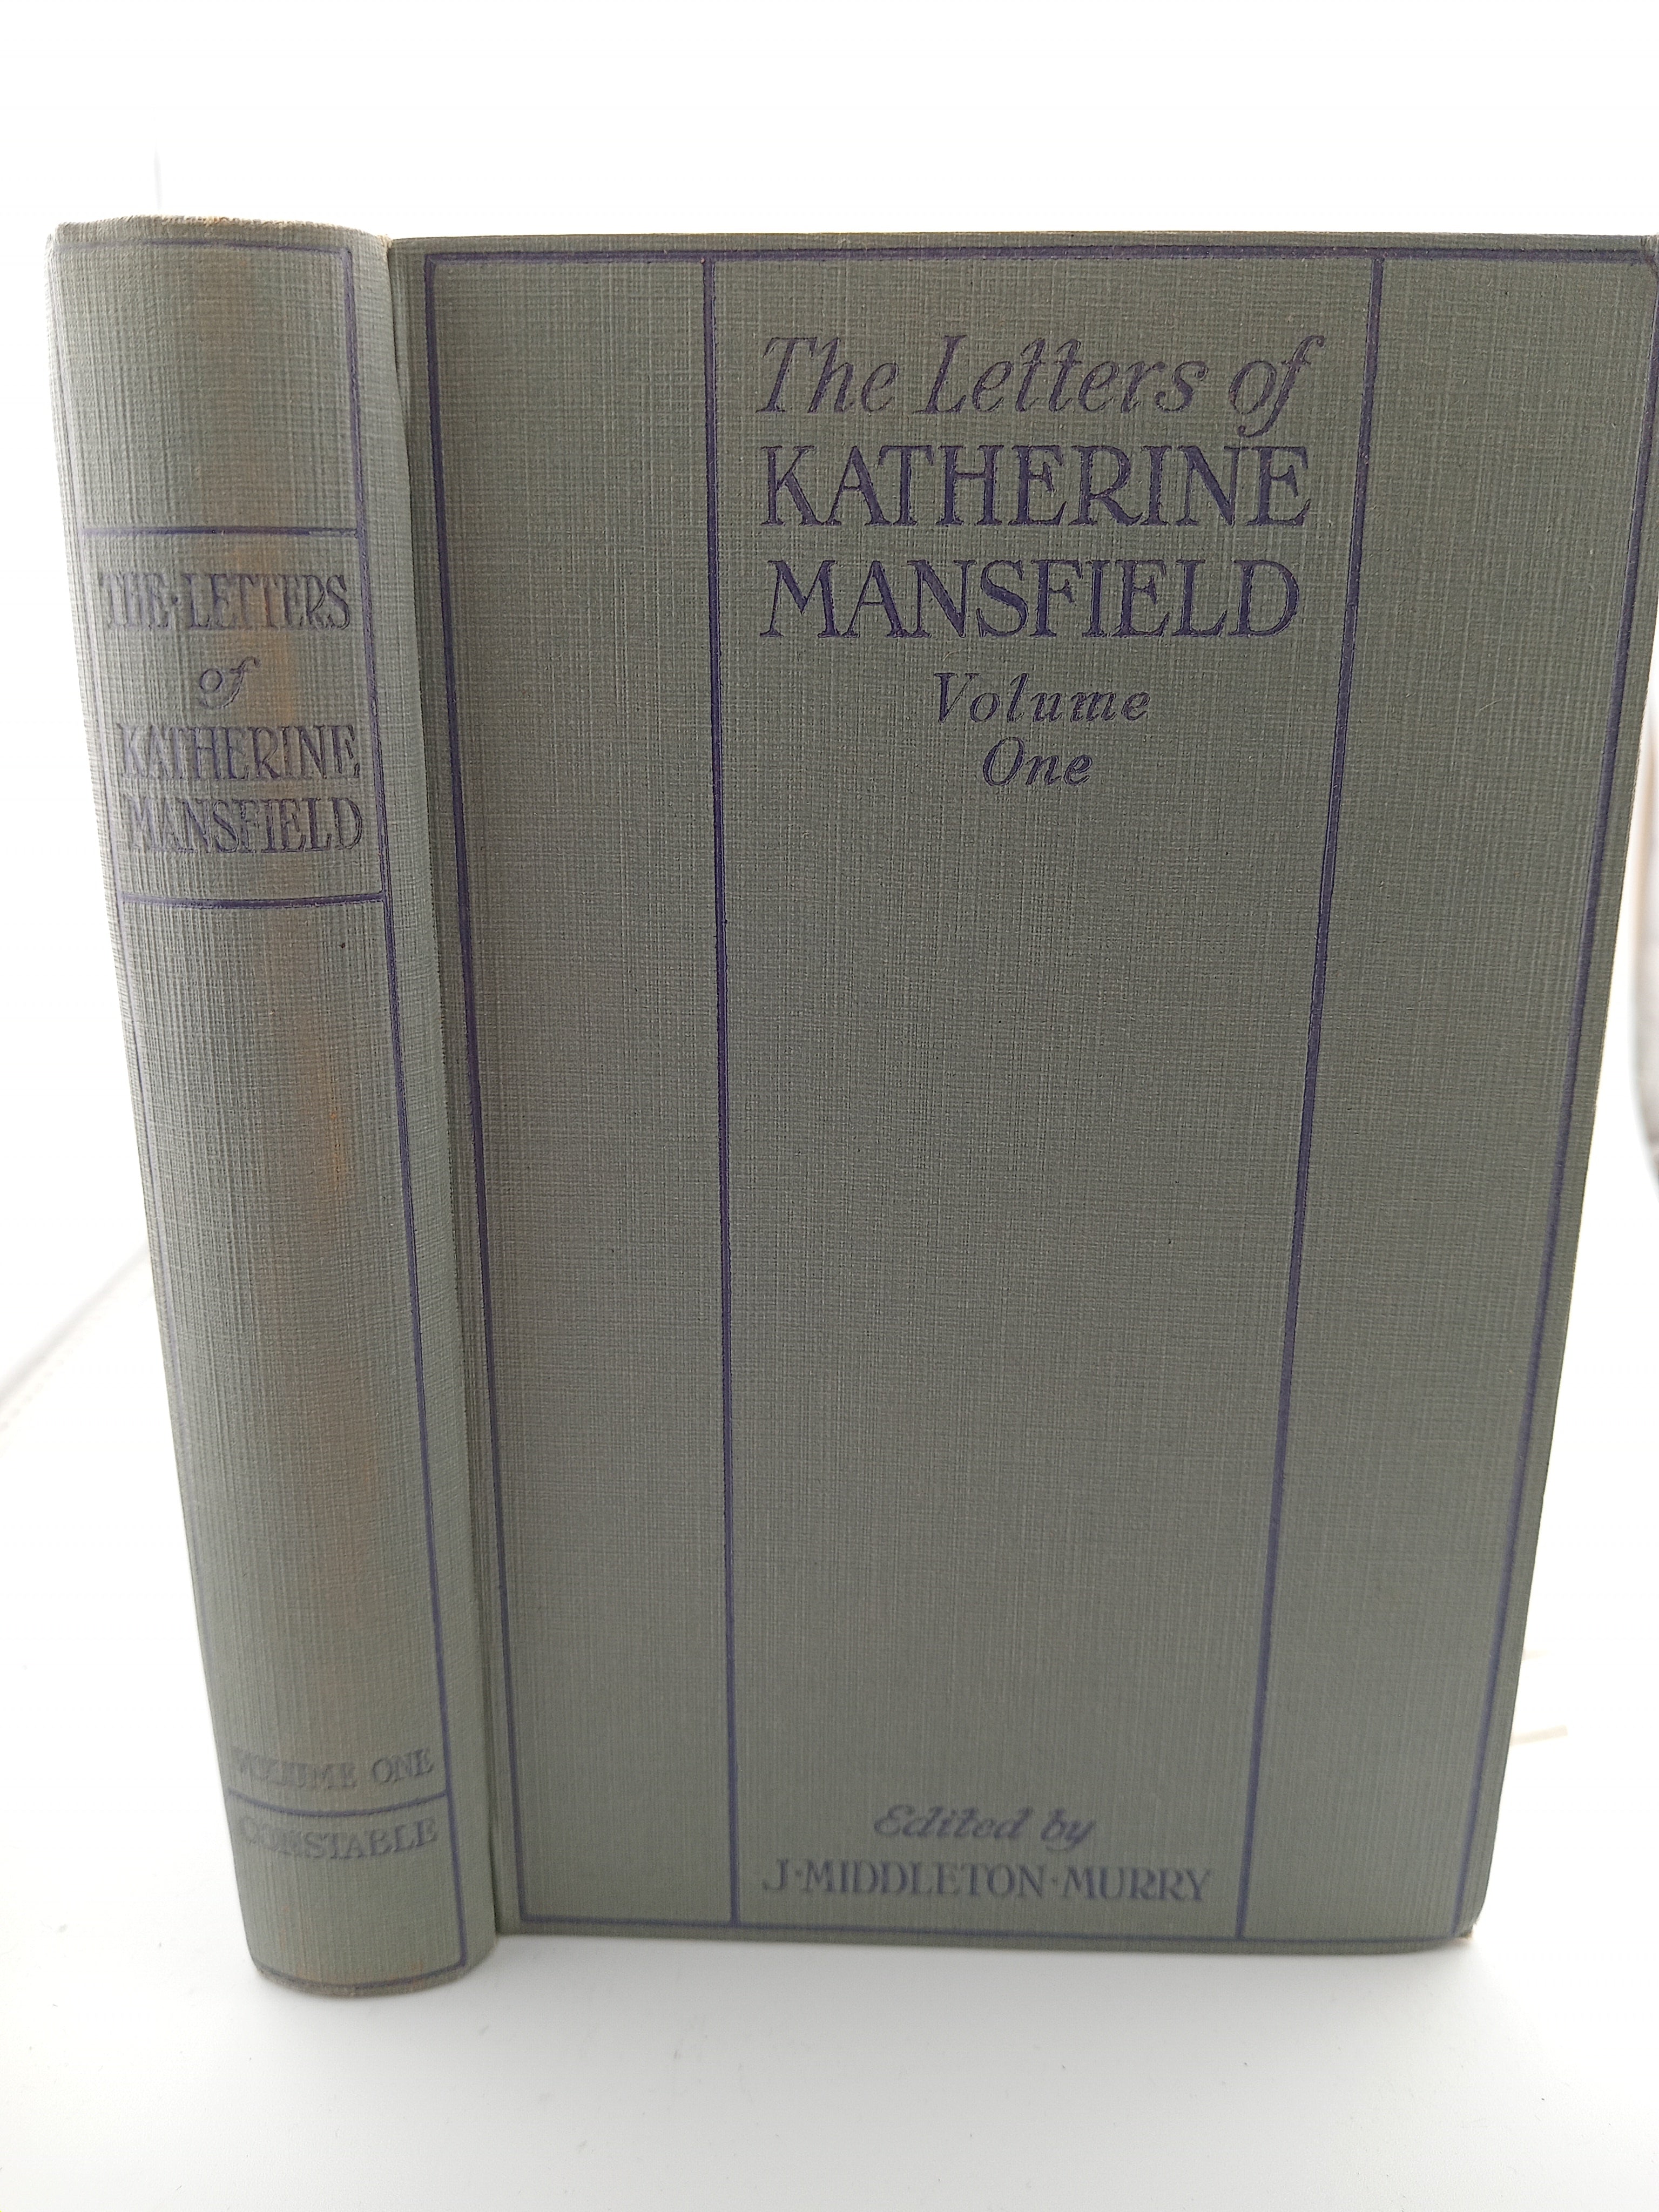 THE·LETTERS
of
KATHERINE
MANSFIELD
VOLUME ONE
CONSTABLE
The Letters of
KATHERINE
MANSFIELD
Volume
One
Edited by
J·MIDDLETON·MURRY